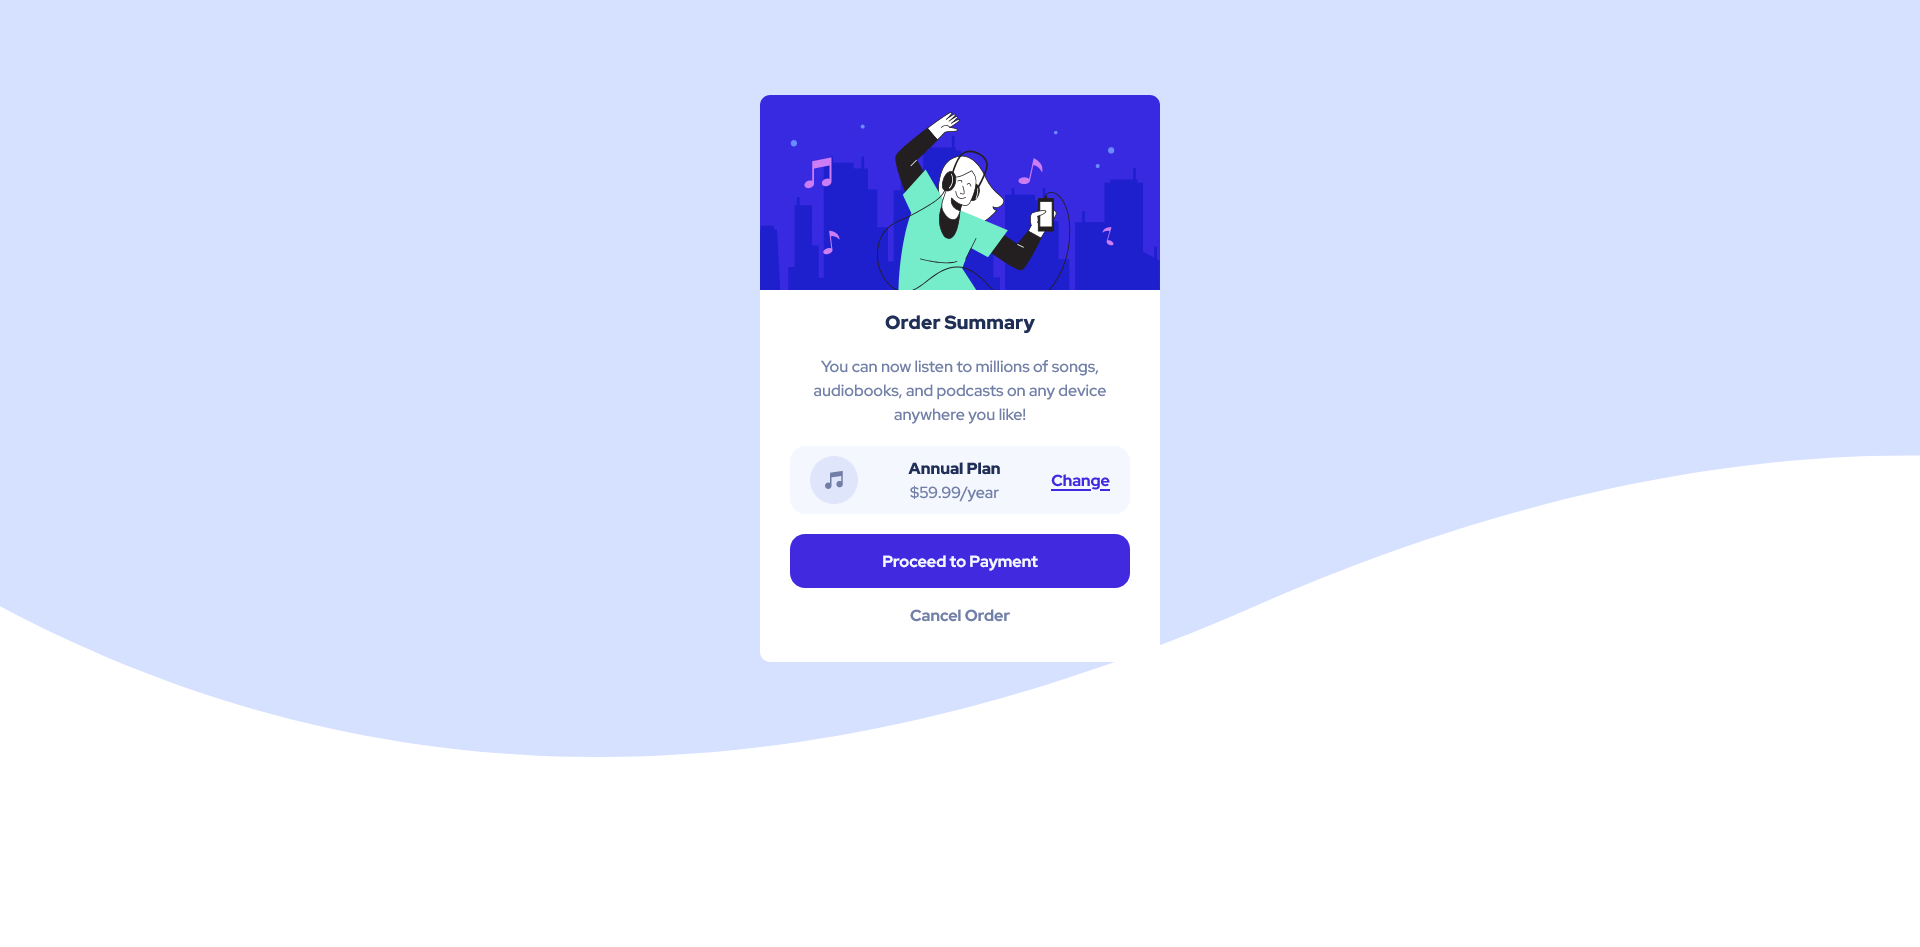 Order Summary
You can now listen to millions of songs,
audiobooks, and podcasts on any device
anywhere you like!
Annual Plan
$59.99/year
Change
Proceed to Payment
Cancel Order